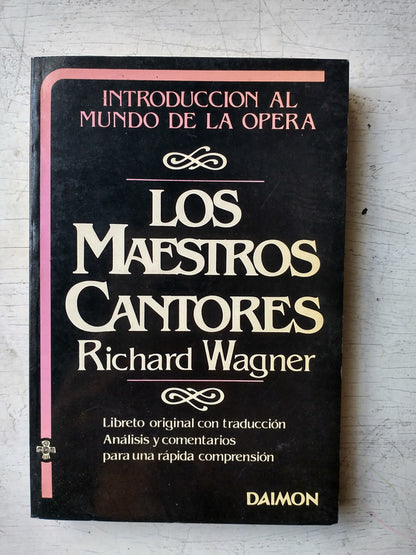 INTRODUCCION AL
MUNDO DE LA OPERA
LOS
MAESTROS
CANTORES
Richard Wagner
Libreto original con traducción
Análisis y comentarios
para una rápida comprensión
DAIMON